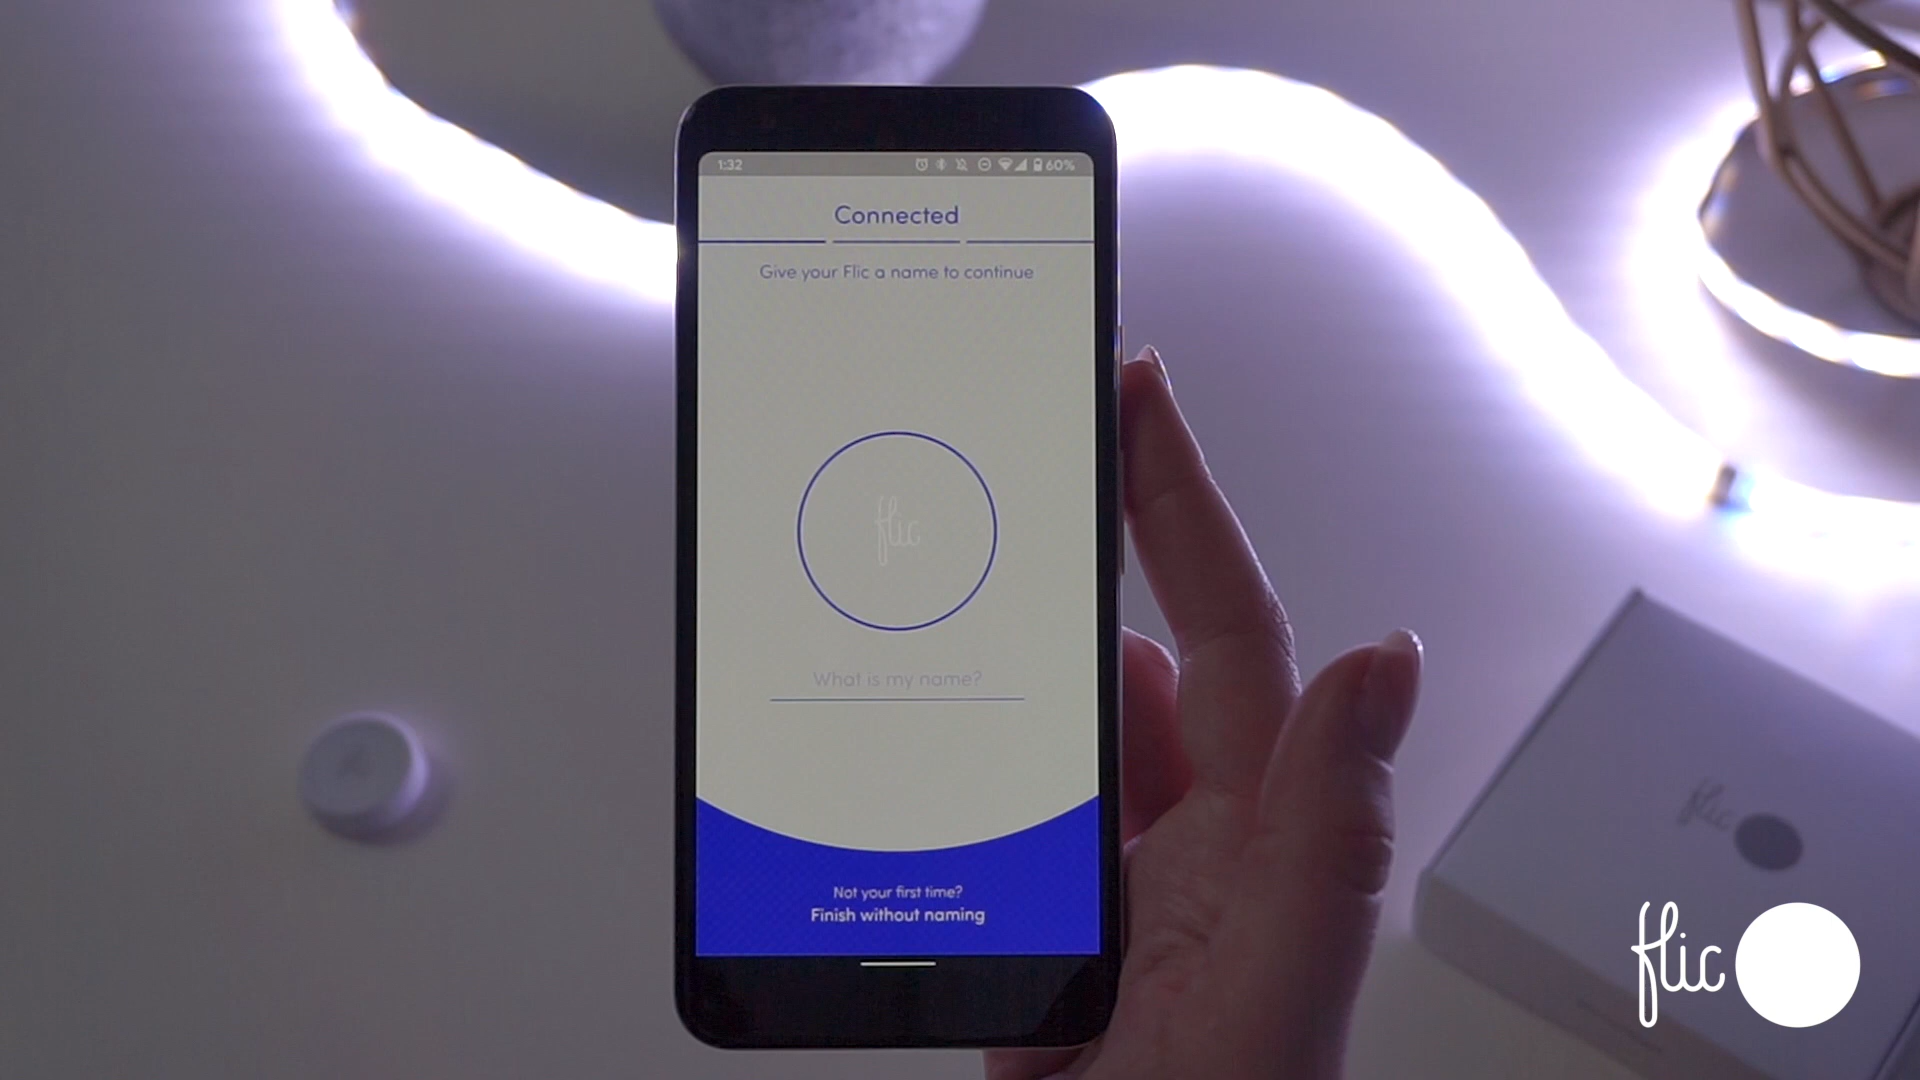 1:32 60%
Connected
Give your Flic a name to continue
flic
What is my name?
Not your first time?
Finish without naming
flic
flic